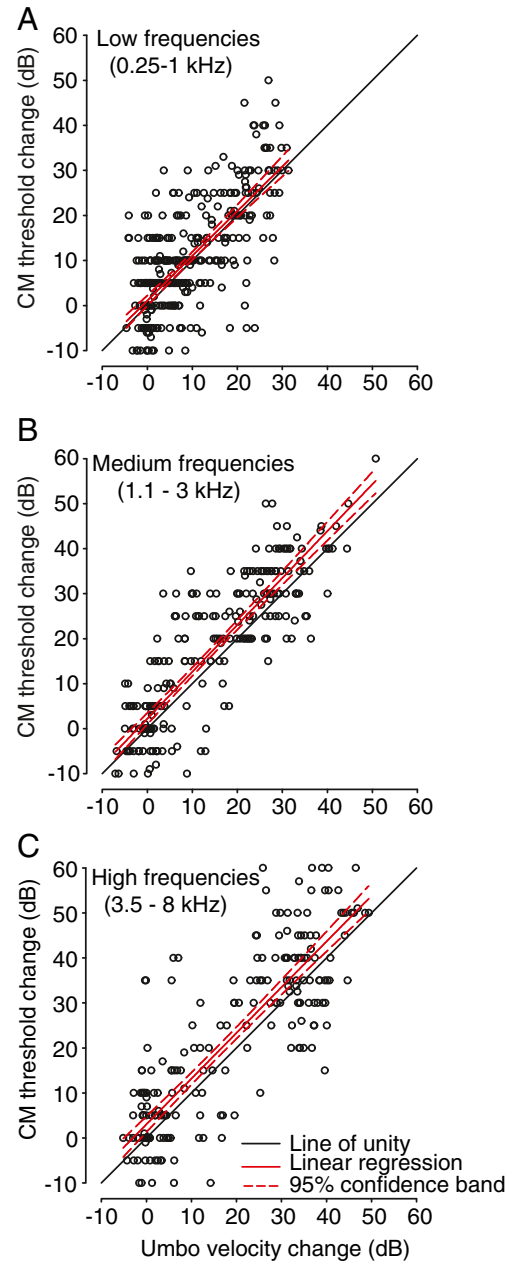 A
Low frequencies
(0.25-1 kHz)
CM threshold change (dB)
60
50
40
30
20
10
0
-10
-10 0 10 20 30 40 50 60
B
Medium frequencies
(1.1 - 3 kHz)
CM threshold change (dB)
60
50
40
30
20
10
0
-10
-10 0 10 20 30 40 50 60
C
High frequencies
(3.5 - 8 kHz)
CM threshold change (dB)
60
50
40
30
20
10
0
-10
Line of unity
Linear regression
95% confidence band
-10 0 10 20 30 40 50 60
Umbo velocity change (dB)